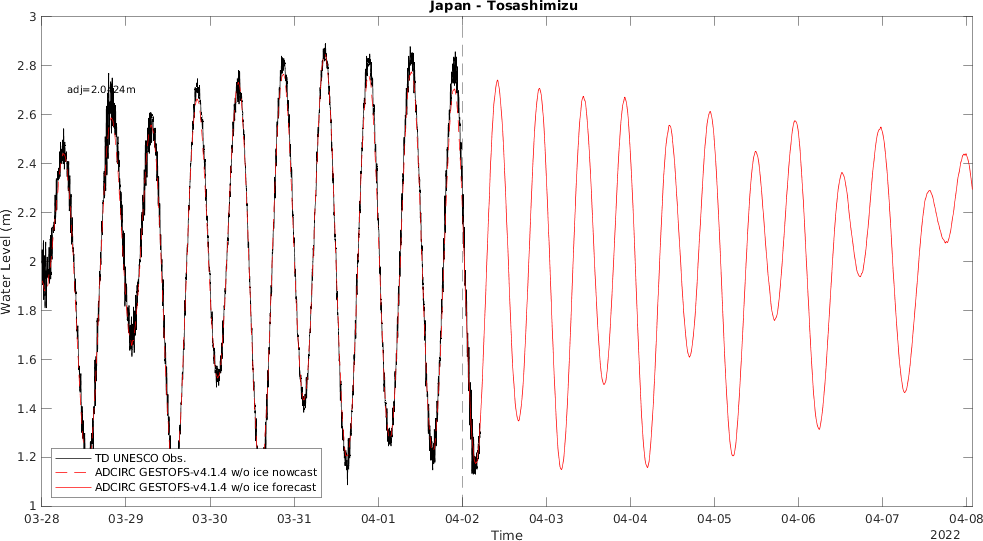 Japan - Tosashimizu
3
2.8
2.6
2.4
2.2
2
1.8
1.6
1.4
1.2
1
Water Level (m)
TD UNESCO Obs.
ADCIRC GESTOFS-v4.1.4 w/o ice nowcast
ADCIRC GESTOFS-v4.1.4 w/o ice forecast
03-28 03-29 03-30 03-31 04-01 04-02 04-03 04-04 04-05 04-06 04-07 04-08
Time
2022